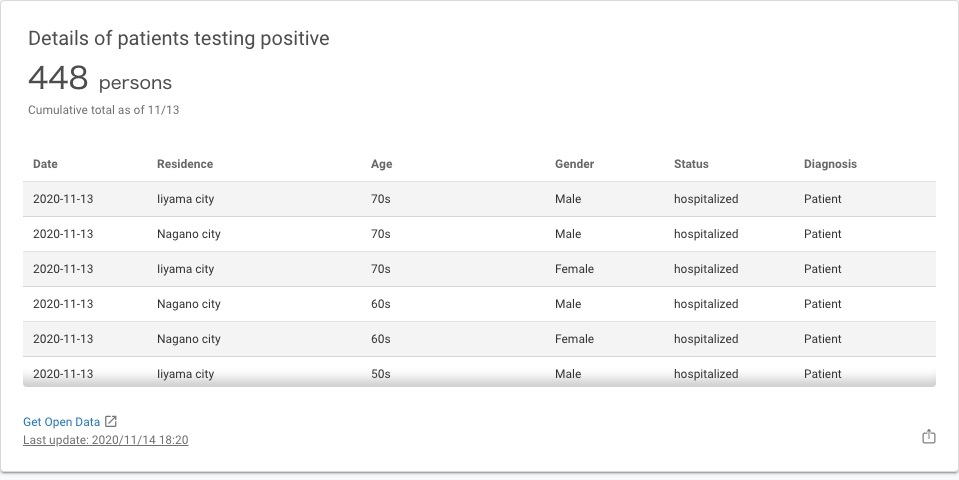 Details of patients testing positive
448 persons
Cumulative total as of 11/13
Date Residence Age Gender Status Diagnosis
2020-11-13 Iiyama city 70s Male hospitalized Patient
2020-11-13 Nagano city 70s Male hospitalized Patient
2020-11-13 Iiyama city 70s Female hospitalized Patient
2020-11-13 Nagano city 60s Male hospitalized Patient
2020-11-13 Nagano city 60s Female hospitalized Patient
2020-11-13 Iiyama city 50s Male hospitalized Patient
Get Open Data
Last update: 2020/11/14 18:20